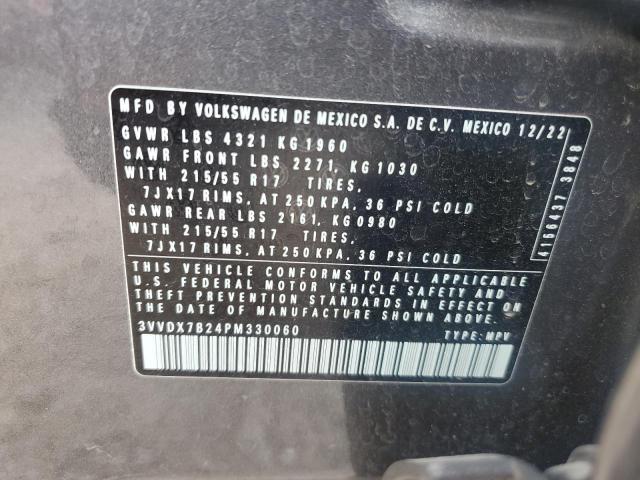 MFD BY VOLKSWAGEN DE MEXICO S.A. DE C.V. MEXICO 12/22
GVWR LBS 4321 KG 1960
GAWR FRONT LBS 2271, KG 1030
WITH 215/55 R17 TIRES,
7JX17 RIMS, AT 250 KPA, 36 PSI COLD
GAWR REAR LBS 2161, KG 0980
WITH 215/55 R17 TIRES,
7JX17 RIMS, AT 250 KPA, 36 PSI COLD
THIS VEHICLE CONFORMS TO ALL APPLICABLE
U.S. FEDERAL MOTOR VEHICLE SAFETY AND
THEFT PREVENTION STANDARDS IN EFFECT ON
THE DATE OF MANUFACTURE SHOWN ABOVE.
3VVDX7B24PM330060 TYPE: MPV
4156437 3848